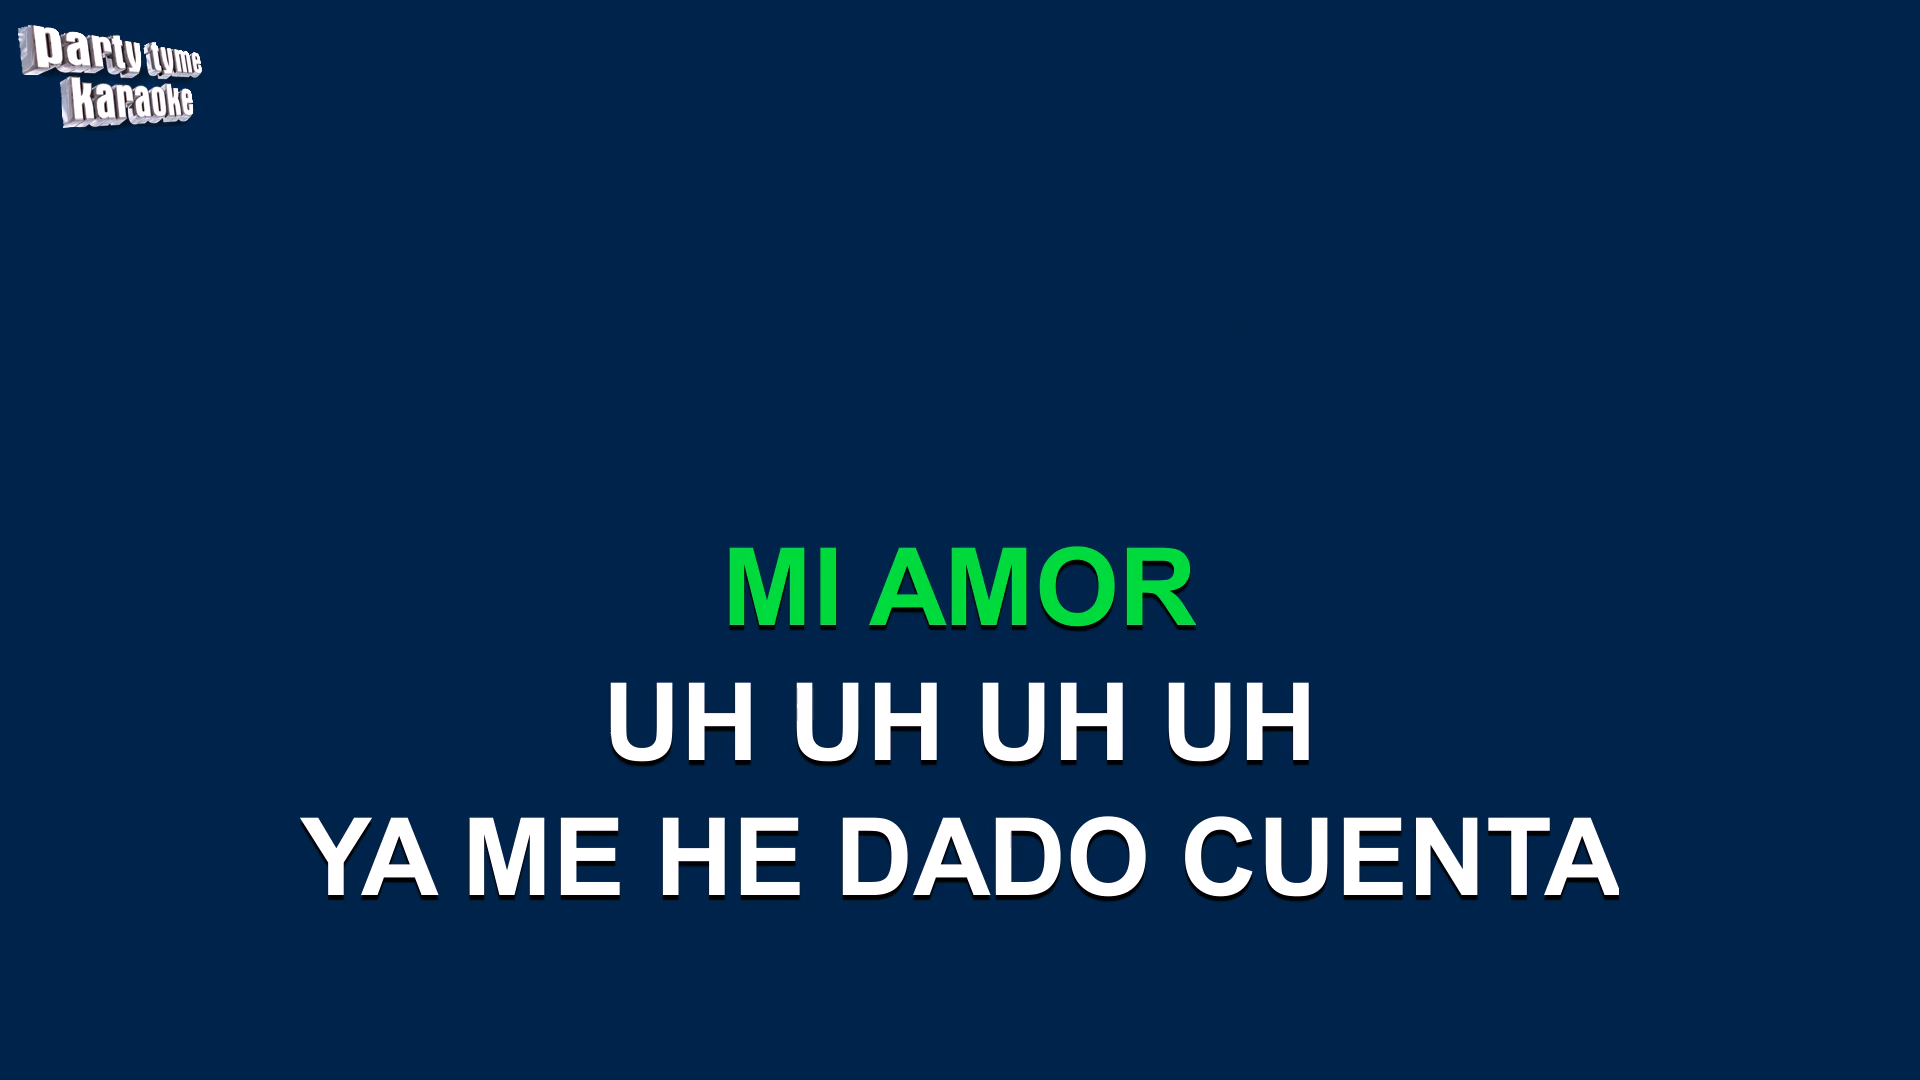 party tyme
karaoke
MI AMOR
UH UH UH UH
YA ME HE DADO CUENTA